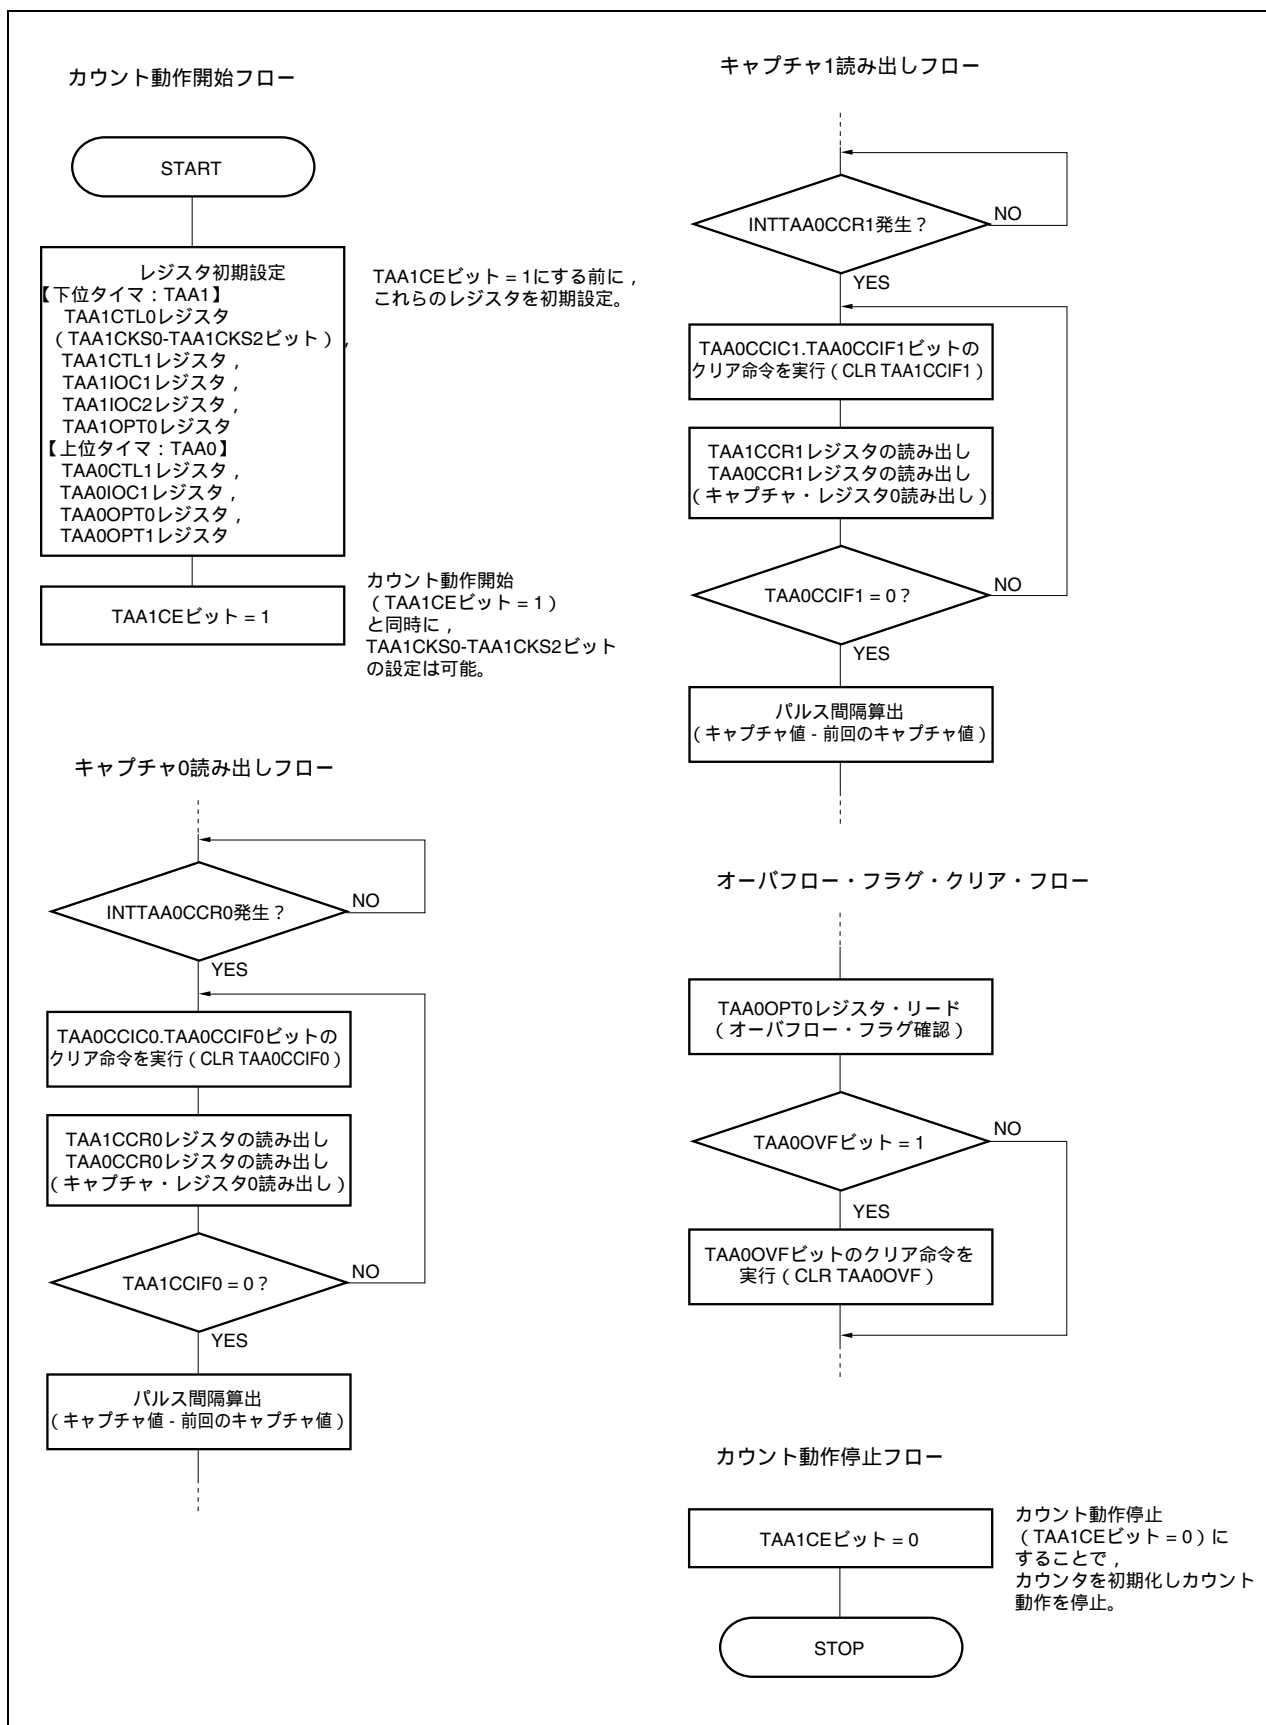 カウント動作開始フロー
START
レジスタ初期設定
【下位タイマ：TAA1】
TAA1CTL0レジスタ
（TAA1CKS0-TAA1CKS2ビット），
TAA1CTL1レジスタ，
TAA1IOC1レジスタ，
TAA1IOC2レジスタ，
TAA1OPT0レジスタ
【上位タイマ：TAA0】
TAA0CTL1レジスタ，
TAA0IOC1レジスタ，
TAA0OPT0レジスタ，
TAA0OPT1レジスタ
TAA1CEビット = 1にする前に，
これらのレジスタを初期設定。
TAA1CEビット = 1
カウント動作開始
（TAA1CEビット = 1）
と同時に，
TAA1CKS0-TAA1CKS2ビット
の設定は可能。
キャプチャ0読み出しフロー
INTTAA0CCR0発生？
NO
YES
TAA0CCIC0.TAA0CCIF0ビットの
クリア命令を実行（CLR TAA0CCIF0）
TAA1CCR0レジスタの読み出し
TAA0CCR0レジスタの読み出し
（キャプチャ・レジスタ0読み出し）
TAA1CCIF0 = 0？
NO
YES
パルス間隔算出
（キャプチャ値 - 前回のキャプチャ値）
キャプチャ1読み出しフロー
INTTAA0CCR1発生？
NO
YES
TAA0CCIC1.TAA0CCIF1ビットの
クリア命令を実行（CLR TAA1CCIF1）
TAA1CCR1レジスタの読み出し
TAA0CCR1レジスタの読み出し
（キャプチャ・レジスタ0読み出し）
TAA0CCIF1 = 0？
NO
YES
パルス間隔算出
（キャプチャ値 - 前回のキャプチャ値）
オーバフロー・フラグ・クリア・フロー
TAA0OPT0レジスタ・リード
（オーバフロー・フラグ確認）
TAA0OVFビット = 1
NO
YES
TAA0OVFビットのクリア命令を
実行（CLR TAA0OVF）
カウント動作停止フロー
TAA1CEビット = 0
カウント動作停止
（TAA1CEビット = 0）に
することで，
カウンタを初期化しカウント
動作を停止。
STOP